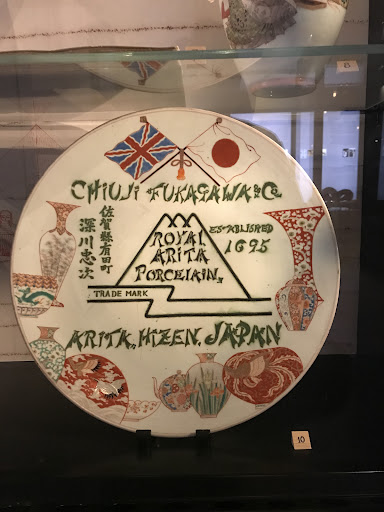 CHIUJI FUKAGAWA & Co
佐賀縣有田町
深川忠次
ROYAL
ARITA
PORCELAIN,
ESTABLISHED
1695
TRADE MARK
ARITA, HIZEN, JAPAN
10